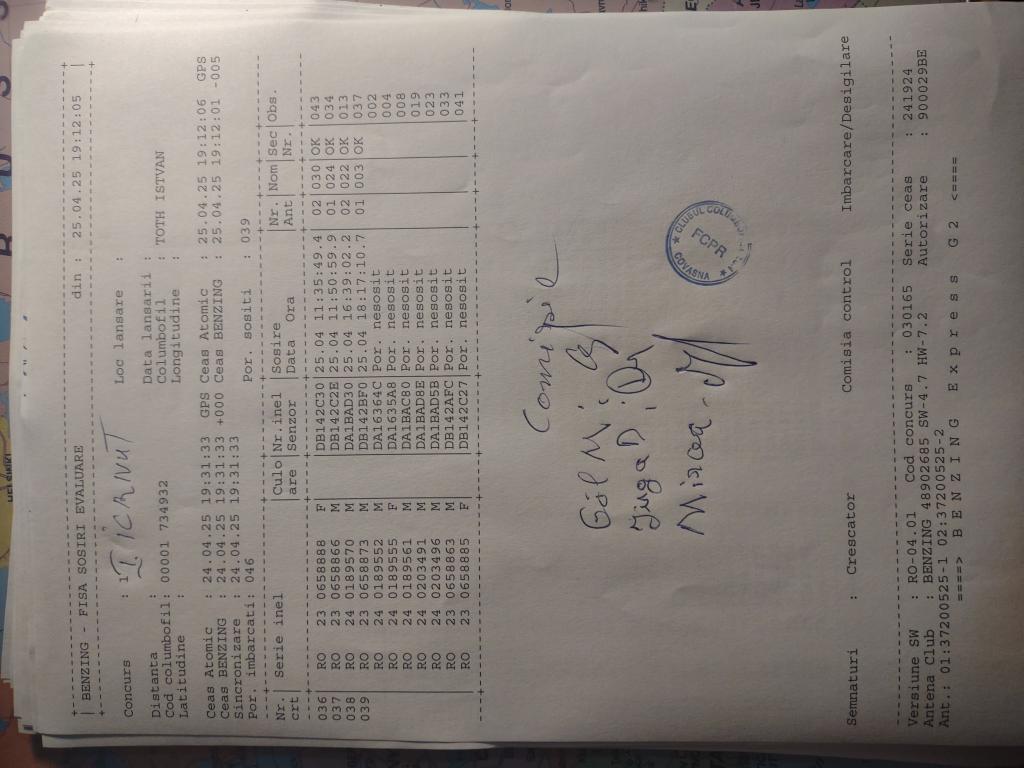 BENZING - FISA SOSIRI EVALUARE din : 25.04.25 19:12:05
Concurs : 1 Loc lansare :
II ICRNUT
Distanta : Data lansarii :
Cod columbofil: 00001 734932 Columbofil : TOTH ISTVAN
Latitudine : Longitudine :
Ceas Atomic : 24.04.25 19:31:33 GPS Ceas Atomic : 25.04.25 19:12:06 GPS
Ceas BENZING : 24.04.25 19:31:33 +000 Ceas BENZING : 25.04.25 19:12:01 -005
Sincronizare : 24.04.25 19:31:33
Por. imbarcati: 046 Por. sositi : 039
Nr. | Serie inel | Culo | Nr.inel | Sosire | Nr. | Nom | Sec | Obs.
crt | are | Senzor | Data Ora | Ant | Nr.
036 RO 23 0658888 F DB142C30 25.04 11:35:49.4 02 030 OK 043
037 RO 23 0658866 M DB142C2E 25.04 11:50:59.9 01 024 OK 034
038 RO 24 0189570 M DA1BAD30 25.04 16:39:02.2 02 022 OK 013
039 RO 23 0658873 M DB142BF0 25.04 18:17:10.7 01 003 OK 037
RO 24 0189552 M DA16364C Por. nesosit 002
RO 24 0189555 F DA1635A8 Por. nesosit 004
RO 24 0189561 M DA1BAC80 Por. nesosit 008
RO 24 0203491 M DA1BAD8E Por. nesosit 019
RO 24 0203496 M DA1BAD5B Por. nesosit 023
RO 23 0658863 M DB142AFC Por. nesosit 033
RO 23 0658885 F DB142C27 Por. nesosit 041
Gál M:
Juga D:
Mircea -
CLUBUL
FCPR
COVASNA
Semnaturi : Crescator Comisia control Imbarcare/Desigilare
Versiune SW : RO-04.01 Cod concurs : 030165 Serie ceas : 241924
Antena Club : BENZING 48902685 SW-4.7 HW-7.2 Autorizare : 900029BE
Ant.: 01:37200525-1 02:37200525-2
====> B E N Z I N G E x p r e s s G 2 <====